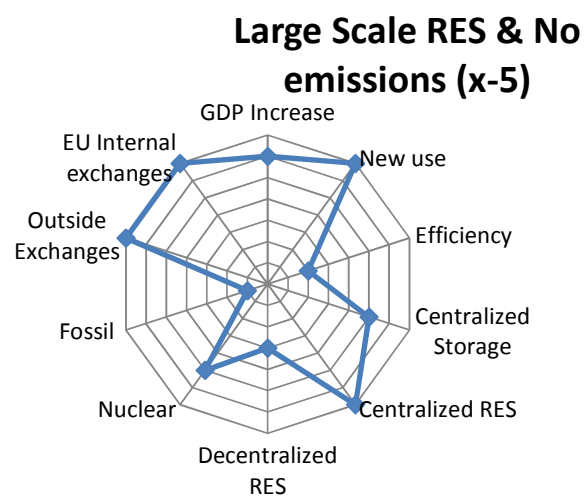 Large Scale RES & No
emissions (x-5)
GDP Increase
New use
Efficiency
Centralized
Storage
Centralized RES
Decentralized
RES
Nuclear
Fossil
Outside
Exchanges
EU Internal
exchanges